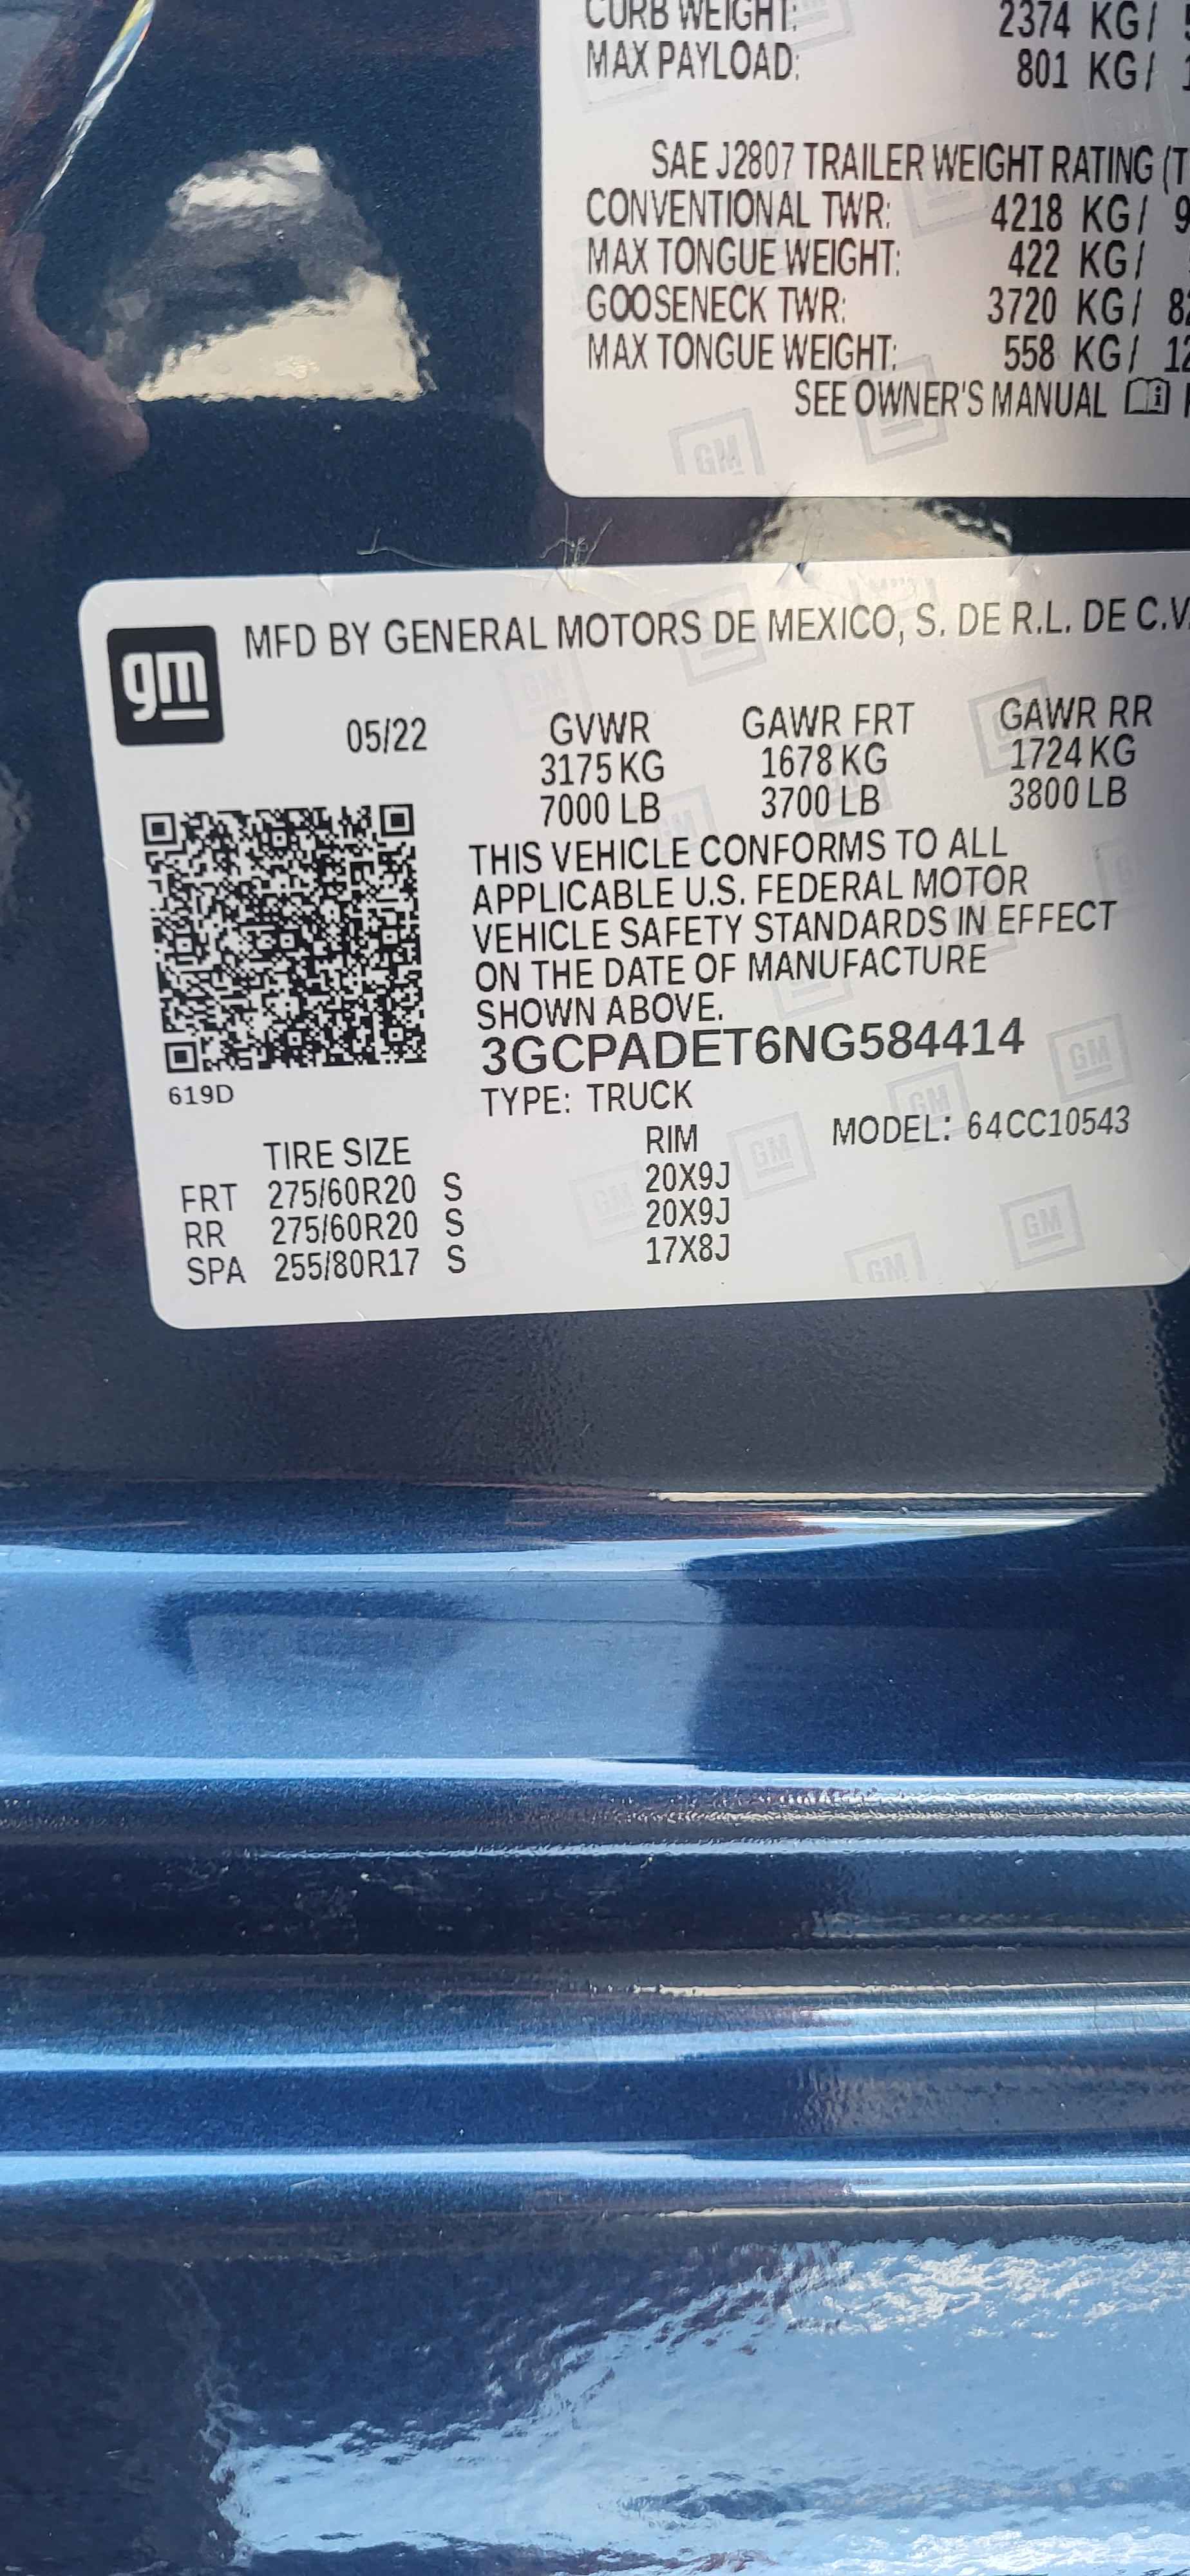 CURB WEIGHT: 2374 KG/
MAX PAYLOAD: 801 KG/
SAE J2807 TRAILER WEIGHT RATING (T
CONVENTIONAL TWR: 4218 KG/ 9
MAX TONGUE WEIGHT: 422 KG/
GOOSENECK TWR: 3720 KG/ 82
MAX TONGUE WEIGHT: 558 KG/ 12
SEE OWNER'S MANUAL
GM
gm
MFD BY GENERAL MOTORS DE MEXICO, S. DE R.L. DE C.V.
05/22 GVWR GAWR FRT GAWR RR
3175 KG 1678 KG 1724 KG
7000 LB 3700 LB 3800 LB
THIS VEHICLE CONFORMS TO ALL
APPLICABLE U.S. FEDERAL MOTOR
VEHICLE SAFETY STANDARDS IN EFFECT
ON THE DATE OF MANUFACTURE
SHOWN ABOVE.
3GCPADET6NG584414
619D
TYPE: TRUCK
MODEL: 64CC10543
TIRE SIZE RIM
FRT 275/60R20 S 20X9J
RR 275/60R20 S 20X9J
SPA 255/80R17 S 17X8J